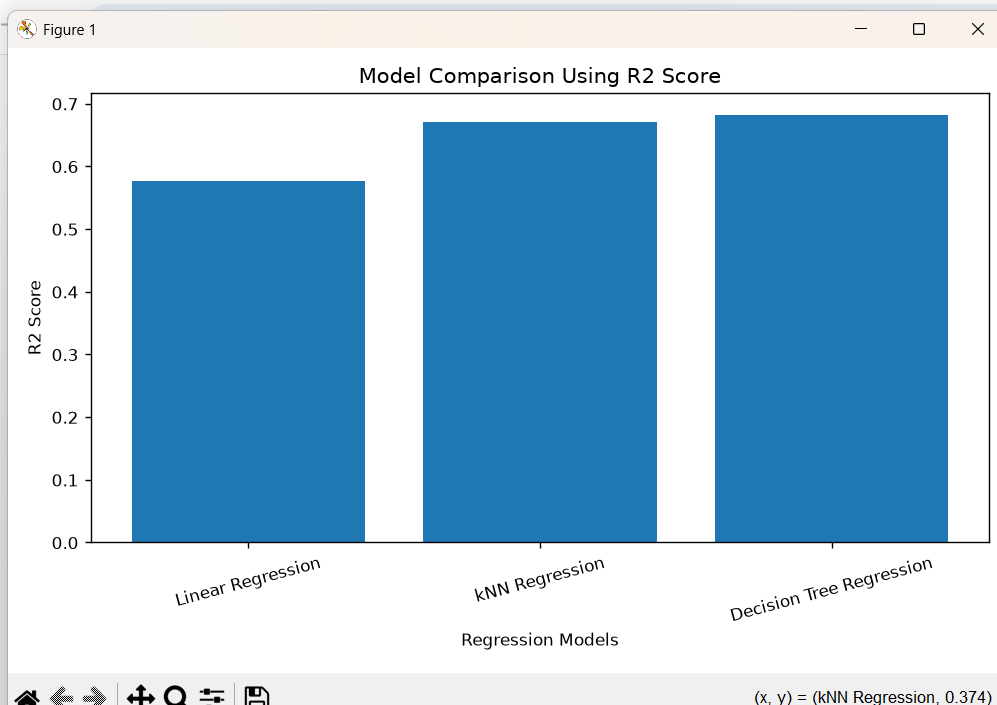 Figure 1
Model Comparison Using R2 Score
0.7
0.6
0.5
0.4
0.3
0.2
0.1
0.0
R2 Score
Linear Regression
kNN Regression
Decision Tree Regression
Regression Models
(x, y) = (kNN Regression, 0.374)